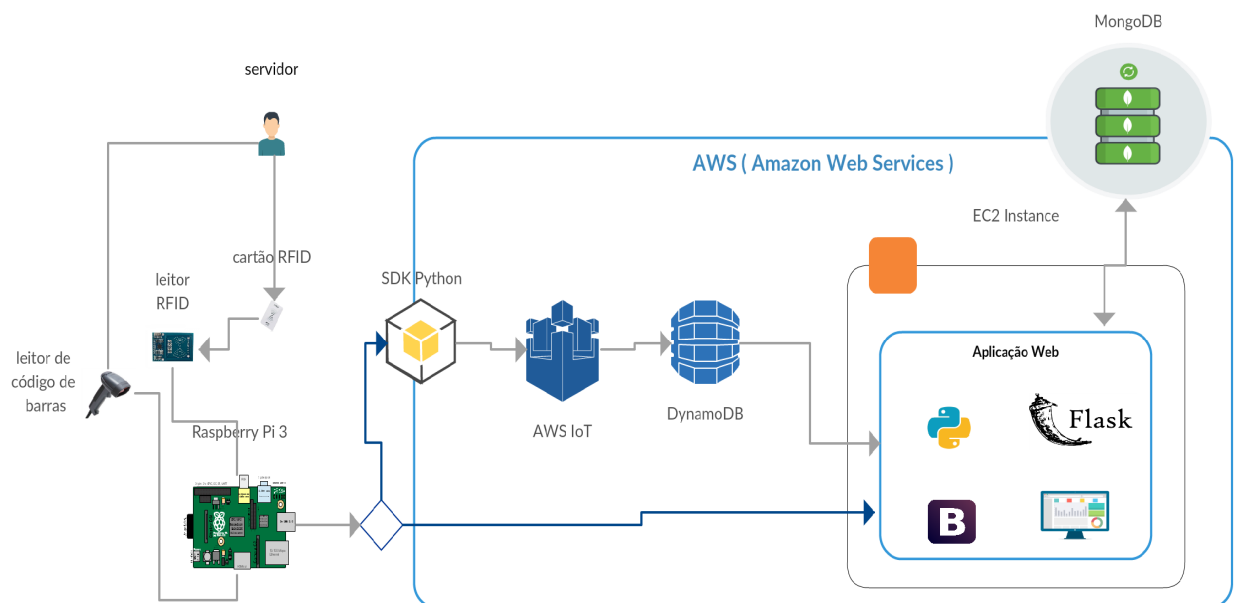 MongoDB
servidor
AWS ( Amazon Web Services )
EC2 Instance
cartão RFID
leitor
RFID
SDK Python
Aplicação Web
leitor de
código de
barras
Flask
DynamoDB
AWS IoT
Raspberry Pi 3
B